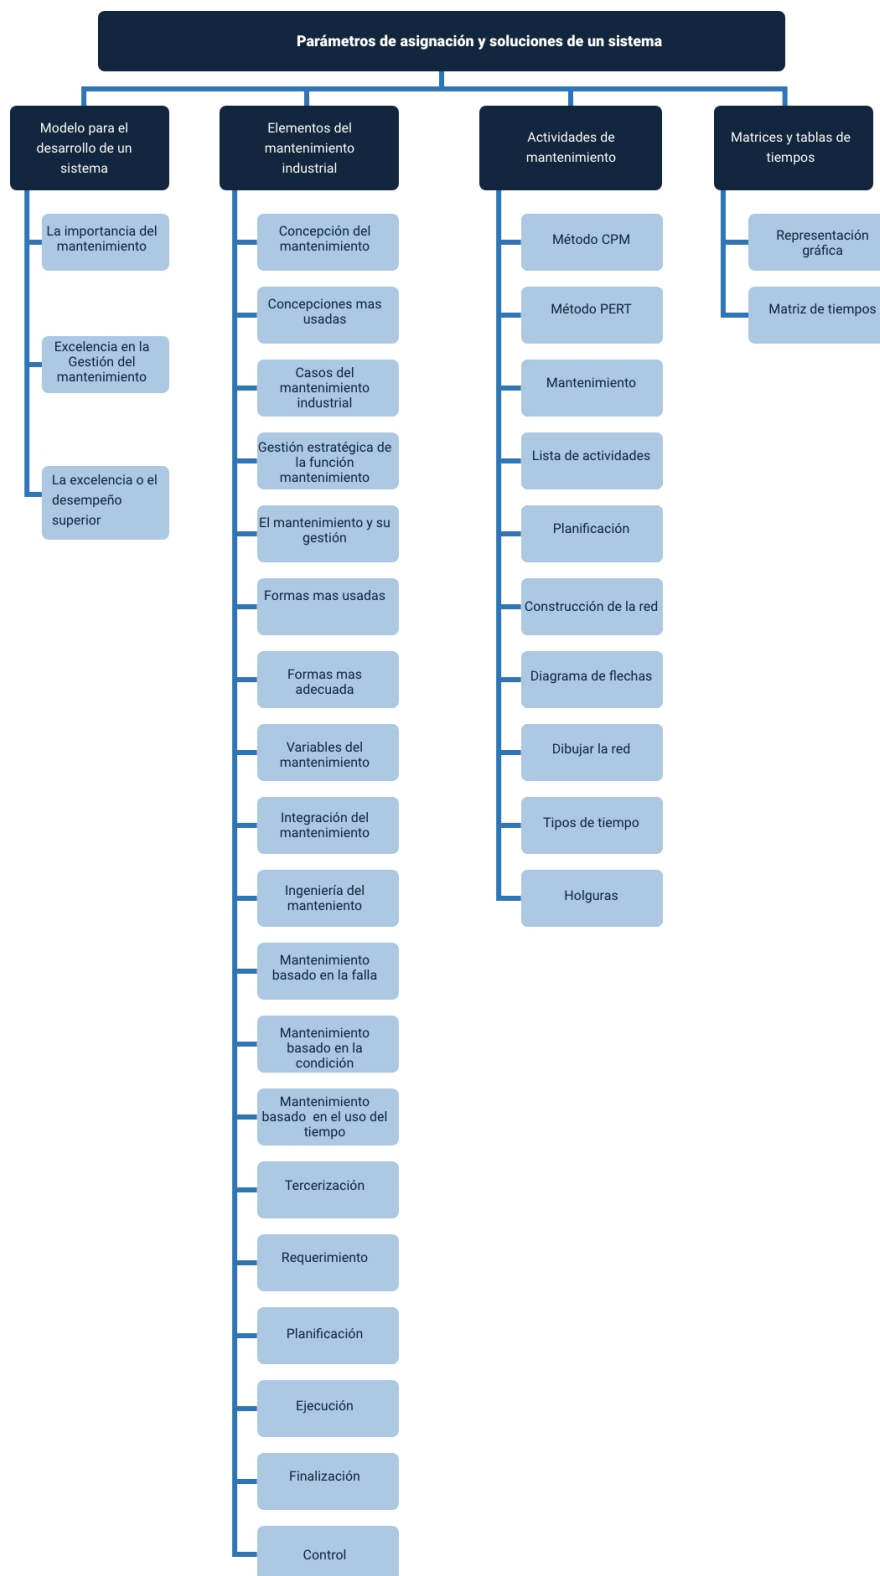 Parámetros de asignación y soluciones de un sistema
Modelo para el
desarrollo de un
sistema
La importancia del
mantenimiento
Excelencia en la
Gestión del
mantenimiento
La excelencia o el
desempeño
superior
Elementos del
mantenimiento
industrial
Concepción del
mantenimiento
Concepciones mas
usadas
Casos del
mantenimiento
industrial
Gestión estratégica de
la función
mantenimiento
El mantenimiento y su
gestión
Formas mas usadas
Formas mas
adecuada
Variables del
mantenimiento
Integración del
mantenimiento
Ingeniería del
manteniento
Mantenimiento
basado en la falla
Mantenimiento
basado en la
condición
Mantenimiento
basado en el uso del
tiempo
Tercerización
Requerimiento
Planificación
Ejecución
Finalización
Control
Actividades de
mantenimiento
Método CPM
Método PERT
Mantenimiento
Lista de actividades
Planificación
Construcción de la red
Diagrama de flechas
Dibujar la red
Tipos de tiempo
Holguras
Matrices y tablas de
tiempos
Representación
gráfica
Matriz de tiempos